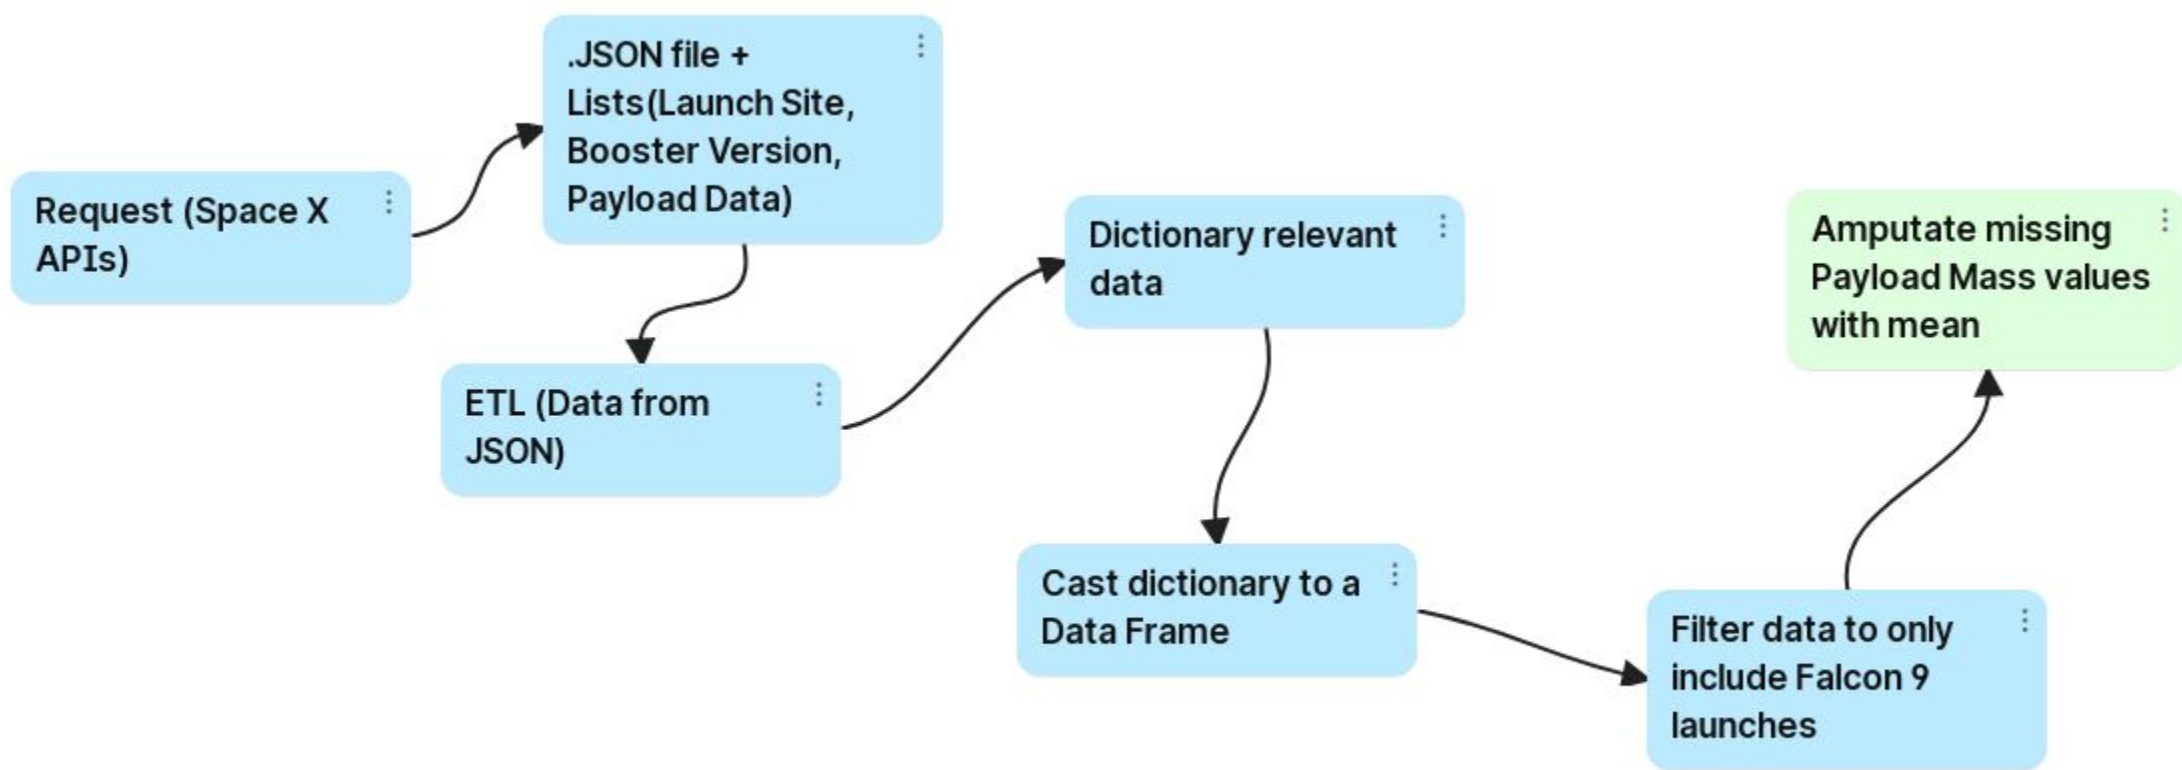 Request (Space X
APIs)
.JSON file +
Lists(Launch Site,
Booster Version,
Payload Data)
ETL (Data from
JSON)
Dictionary relevant
data
Cast dictionary to a
Data Frame
Filter data to only
include Falcon 9
launches
Amputate missing
Payload Mass values
with mean